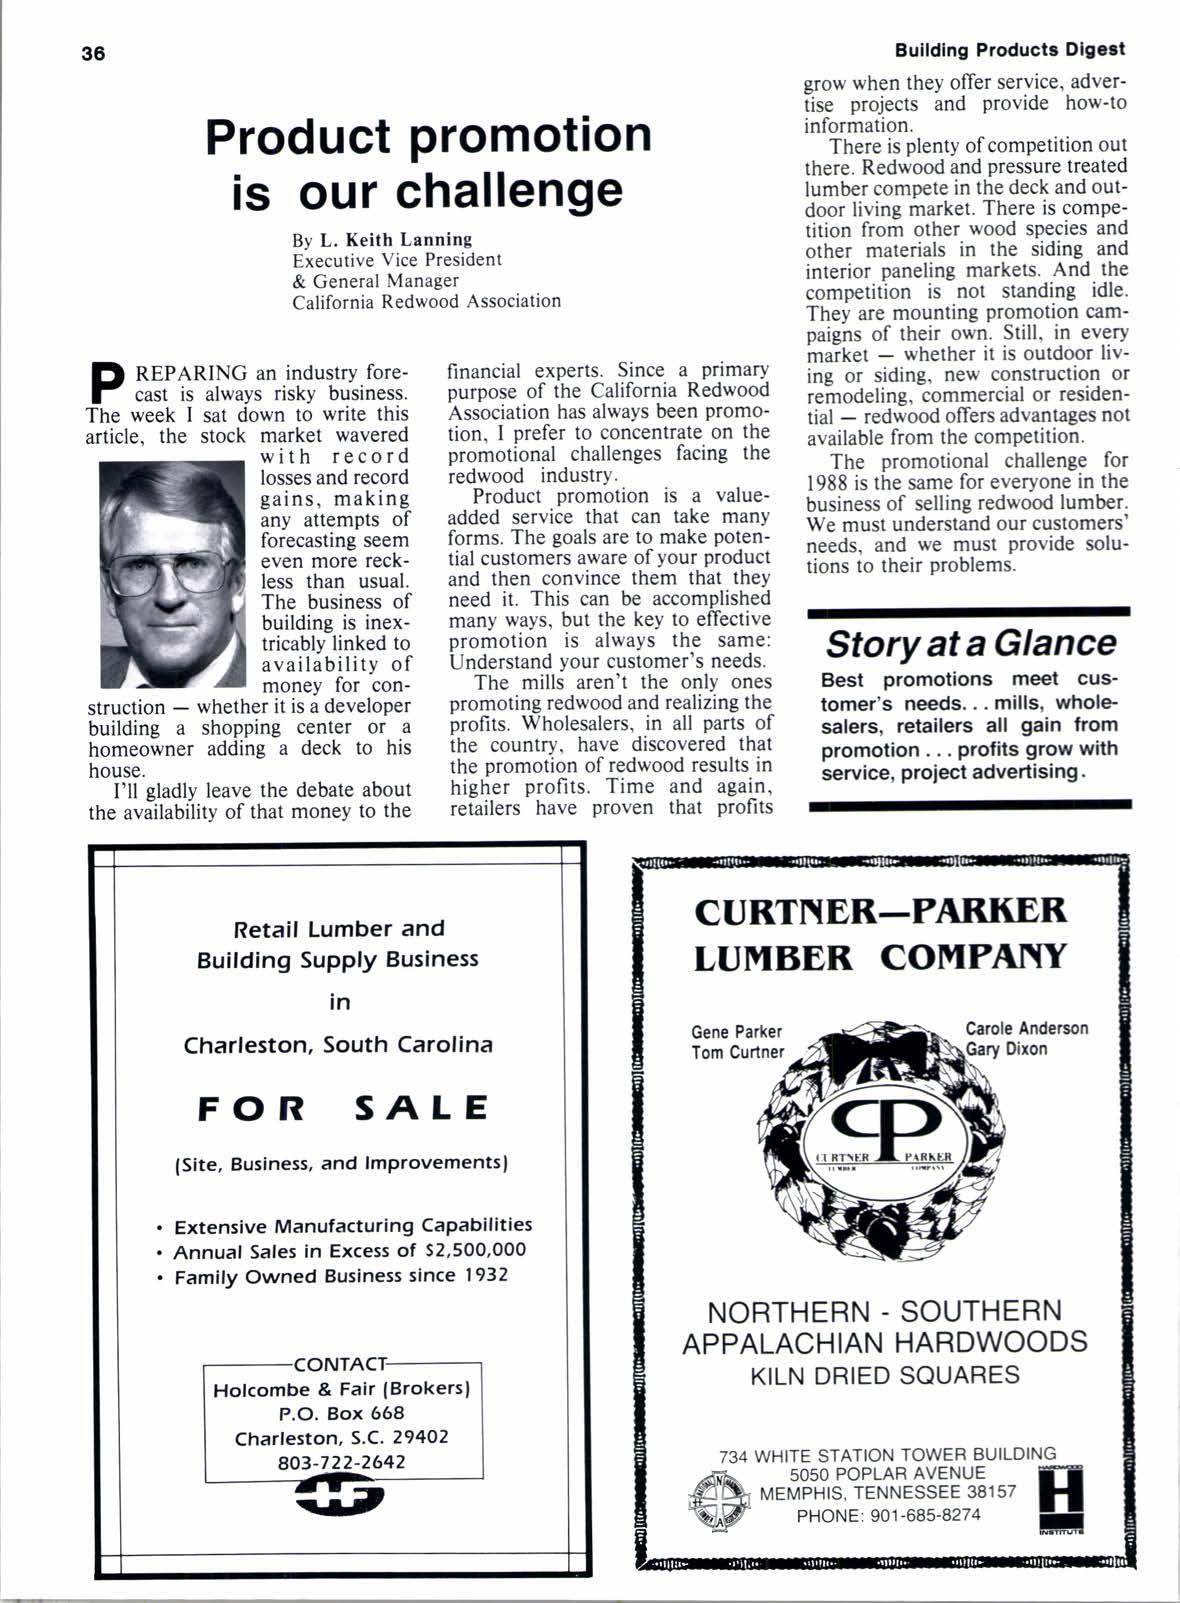 36
Building Products Digest
Product promotion
is our challenge
By L. Keith Lanning
Executive Vice President
& General Manager
California Redwood Association
PREPARING an industry fore-
cast is always risky business.
The week I sat down to write this
article, the stock market wavered
with record
losses and record
gains, making
any attempts of
forecasting seem
even more reck-
less than usual.
The business of
building is inex-
tricably linked to
availability of
money for con-
struction — whether it is a developer
building a shopping center or a
homeowner adding a deck to his
house.
I'll gladly leave the debate about
the availability of that money to the
financial experts. Since a primary
purpose of the California Redwood
Association has always been promo-
tion, I prefer to concentrate on the
promotional challenges facing the
redwood industry.
Product promotion is a value-
added service that can take many
forms. The goals are to make poten-
tial customers aware of your product
and then convince them that they
need it. This can be accomplished
many ways, but the key to effective
promotion is always the same:
Understand your customer's needs.
The mills aren't the only ones
promoting redwood and realizing the
profits. Wholesalers, in all parts of
the country, have discovered that
the promotion of redwood results in
higher profits. Time and again,
retailers have proven that profits
grow when they offer service, adver-
tise projects and provide how-to
information.
There is plenty of competition out
there. Redwood and pressure treated
lumber compete in the deck and out-
door living market. There is compe-
tition from other wood species and
other materials in the siding and
interior paneling markets. And the
competition is not standing idle.
They are mounting promotion cam-
paigns of their own. Still, in every
market — whether it is outdoor liv-
ing or siding, new construction or
remodeling, commercial or residen-
tial — redwood offers advantages not
available from the competition.
The promotional challenge for
1988 is the same for everyone in the
business of selling redwood lumber.
We must understand our customers'
needs, and we must provide solu-
tions to their problems.
Story at a Glance
Best promotions meet cus-
tomer's needs. . . mills, whole-
salers, retailers all gain from
promotion . . . profits grow with
service, project advertising.
Retail Lumber and
Building Supply Business
in
Charleston, South Carolina
FOR SALE
(Site, Business, and Improvements)
• Extensive Manufacturing Capabilities
• Annual Sales in Excess of $2,500,000
• Family Owned Business since 1932
CONTACT
Holcombe & Fair (Brokers)
P.O. Box 668
Charleston, S.C. 29402
803-722-2642
HF
CURTNER—PARKER
LUMBER COMPANY
Gene Parker
Tom Curtner
Carole Anderson
Gary Dixon
CP
CURTNER PARKER
LUMBER COMPANY
NORTHERN - SOUTHERN
APPALACHIAN HARDWOODS
KILN DRIED SQUARES
734 WHITE STATION TOWER BUILDING
5050 POPLAR AVENUE
MEMPHIS, TENNESSEE 38157
PHONE: 901-685-8274
HARDWOOD
H
INSTITUTE